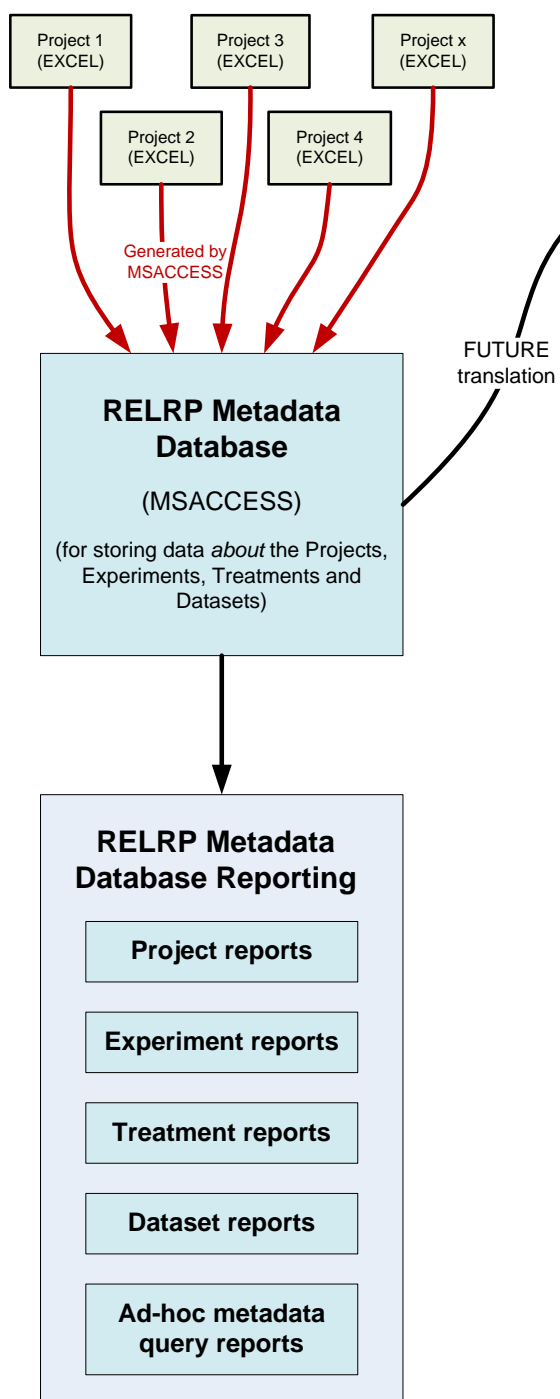 Project 1
(EXCEL)
Project 3
(EXCEL)
Project x
(EXCEL)
Project 2
(EXCEL)
Project 4
(EXCEL)
Generated by
MSACCESS
FUTURE
translation
RELRP Metadata
Database
(MSACCESS)
(for storing data about the Projects,
Experiments, Treatments and
Datasets)
RELRP Metadata
Database Reporting
Project reports
Experiment reports
Treatment reports
Dataset reports
Ad-hoc metadata
query reports